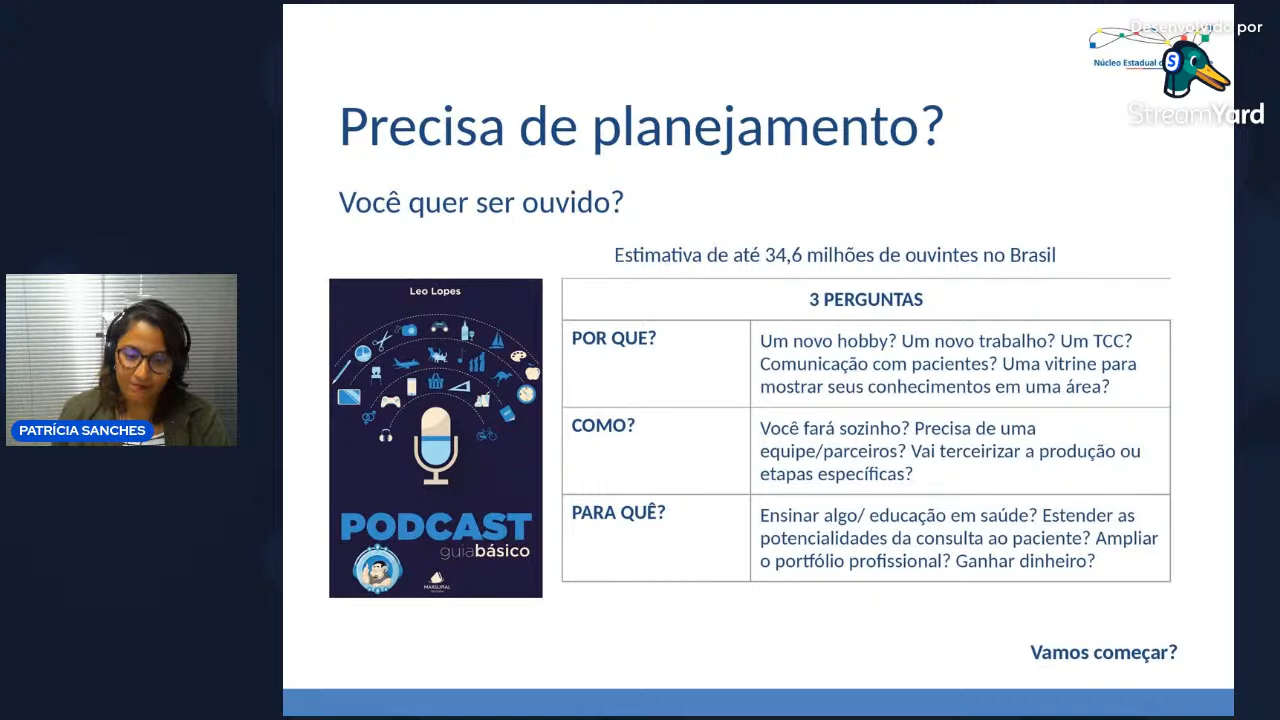 Desenvolvido por
Núcleo Estadual
StreamYard
Precisa de planejamento?
Você quer ser ouvido?
Estimativa de até 34,6 milhões de ouvintes no Brasil
Leo Lopes
PODCAST
guiabásico
MARSUPIAL
3 PERGUNTAS
POR QUE?
Um novo hobby? Um novo trabalho? Um TCC?
Comunicação com pacientes? Uma vitrine para
mostrar seus conhecimentos em uma área?
COMO?
Você fará sozinho? Precisa de uma
equipe/parceiros? Vai terceirizar a produção ou
etapas específicas?
PARA QUÊ?
Ensinar algo/ educação em saúde? Estender as
potencialidades da consulta ao paciente? Ampliar
o portfólio profissional? Ganhar dinheiro?
PATRÍCIA SANCHES
Vamos começar?